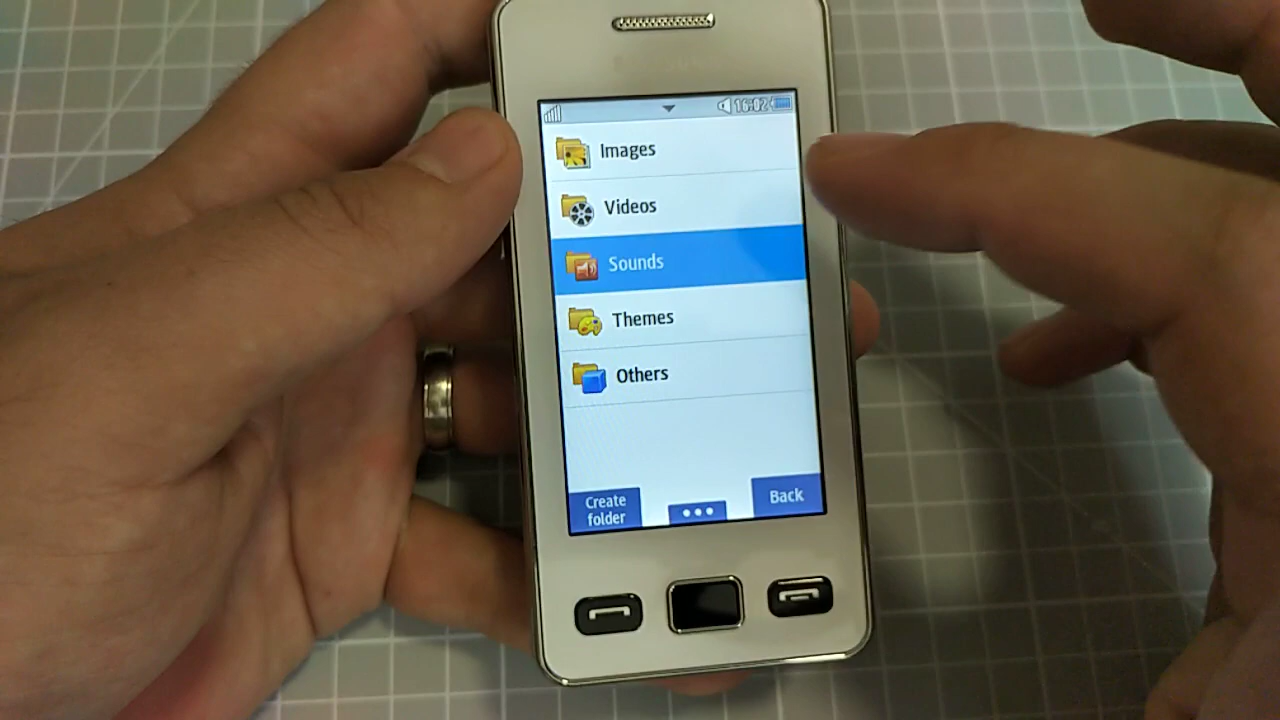 16:02
Images
Videos
Sounds
Themes
Others
Create
folder
Back